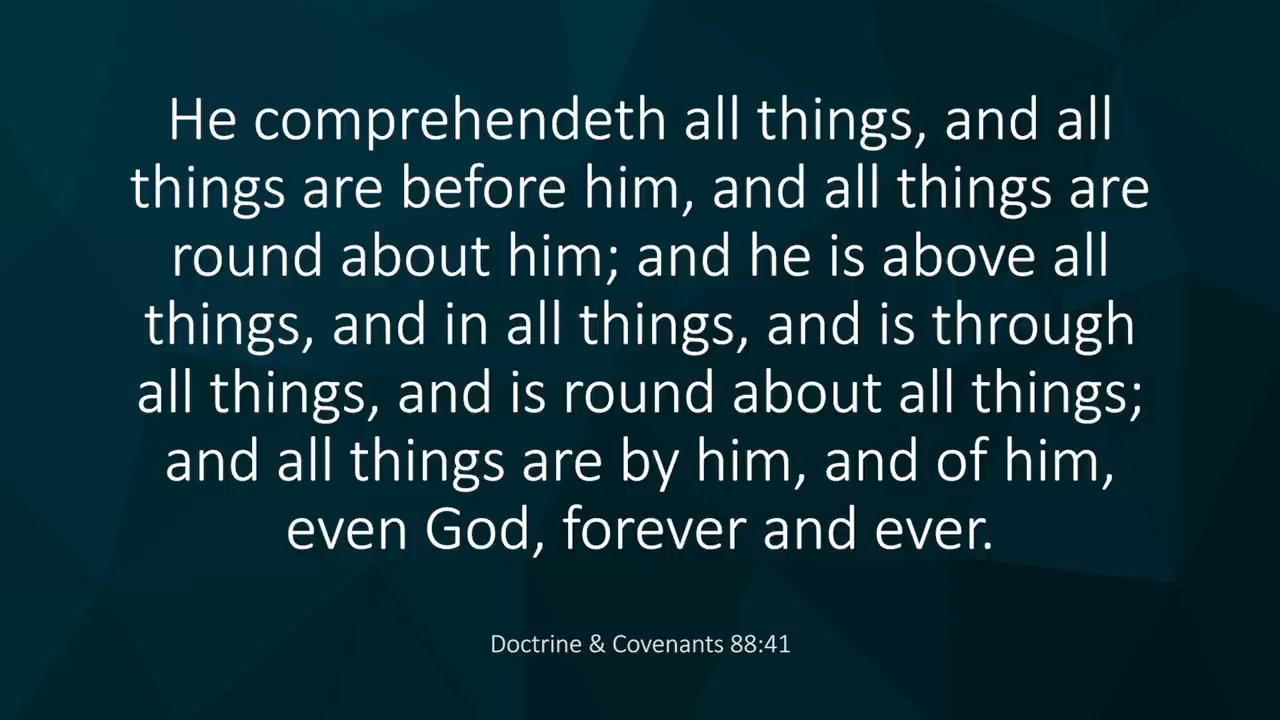 He comprehendeth all things, and all
things are before him, and all things are
round about him; and he is above all
things, and in all things, and is through
all things, and is round about all things;
and all things are by him, and of him,
even God, forever and ever.
Doctrine & Covenants 88:41